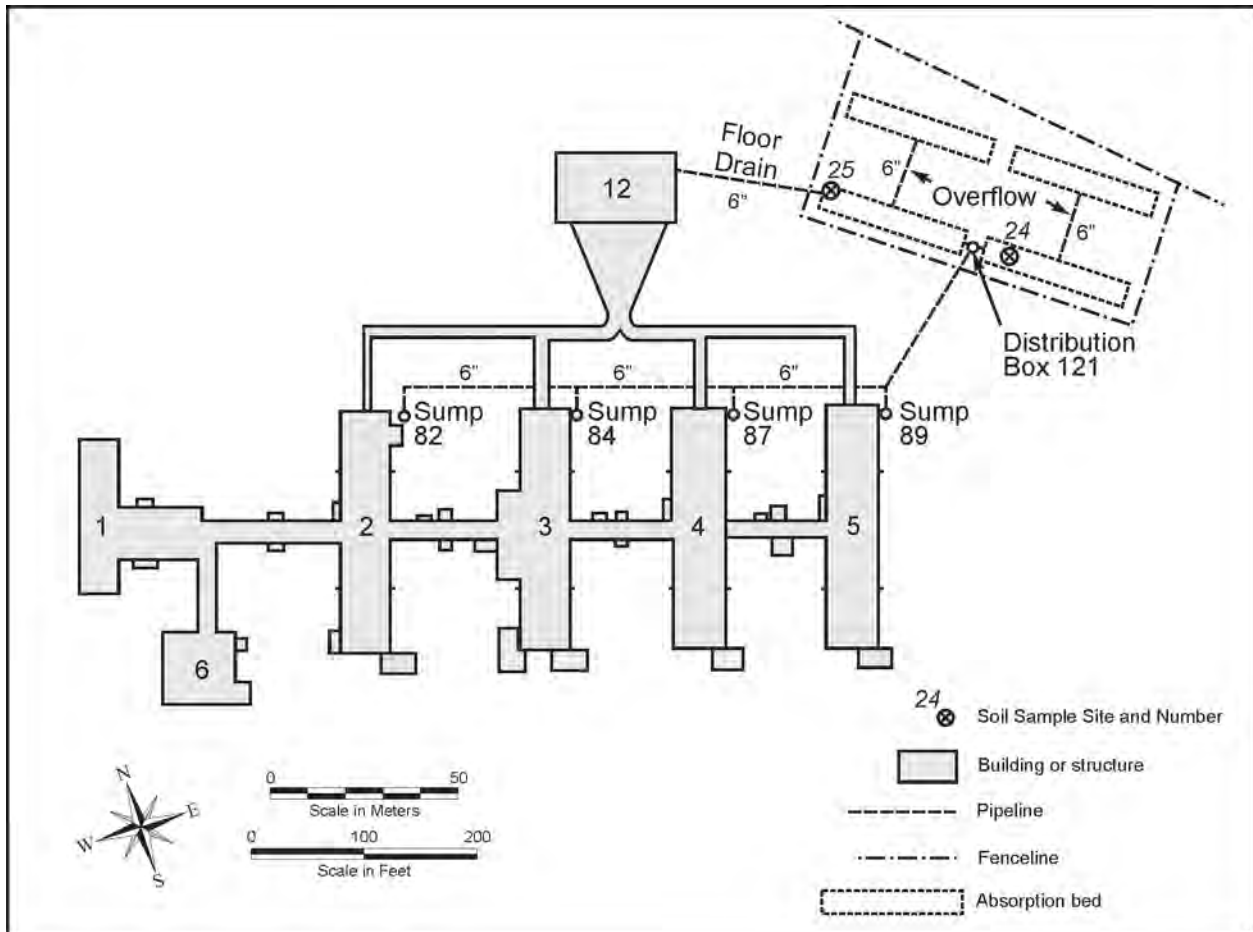 Floor
Drain
6"
12
25
6"
Overflow
24
6"
Distribution
Box 121
6"
6"
6"
Sump
82
Sump
84
Sump
87
Sump
89
1
2
3
4
5
6
N
E
W
S
0 50
Scale in Meters
0 100 200
Scale in Feet
24
Soil Sample Site and Number
Building or structure
Pipeline
Fenceline
Absorption bed